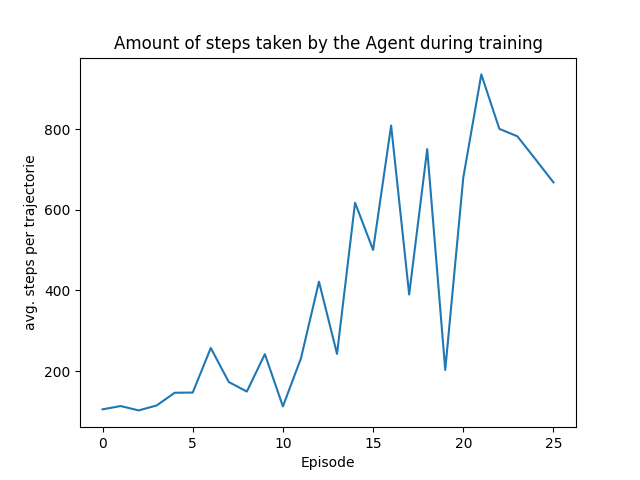 Amount of steps taken by the Agent during training
avg. steps per trajectorie
800
600
400
200
0 5 10 15 20 25
Episode